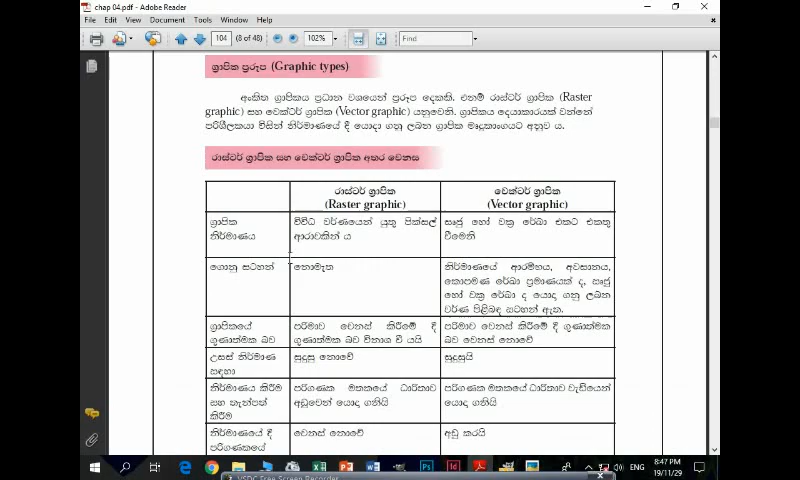 chap 04.pdf - Adobe Reader
File Edit View Document Tools Window Help
104 (8 of 48) 102% Find
ග්‍රාපික ප්‍රරූප (Graphic types)
අංකිත ග්‍රාපිකය ප්‍රධාන වශයෙන් ප්‍රරූප දෙකකි. එනම් රාස්ටර් ග්‍රාපික (Raster
graphic) සහ වෙක්ටර් ග්‍රාපික (Vector graphic) යනුවෙනි. ග්‍රාපිකය දෙයාකාරයක් වන්නේ
පරිශීලකයා විසින් නිර්මාණයේ දී යොදා ගනු ලබන ග්‍රාපික මෘදුකාංගයට අනුව ය.
රාස්ටර් ග්‍රාපික සහ වෙක්ටර් ග්‍රාපික අතර වෙනස
රාස්ටර් ග්‍රාපික
(Raster graphic)
වෙක්ටර් ග්‍රාපික
(Vector graphic)
ග්‍රාපික
නිර්මාණය
විවිධ වර්ණයෙන් යුතු පික්සල්
ආරාවකින් ය
සෘජු හෝ වක්‍ර රේඛා එකට එකතු
වීමෙනි
ගොනු සටහන්
නොමැත
නිර්මාණයේ ආරම්භය, අවසානය,
කොපමණ රේඛා ප්‍රමාණයක් ද, සෘජු
හෝ වක්‍ර රේඛා ද යොදා ගනු ලබන
වර්ණ පිළිබඳ සටහන් ඇත.
ග්‍රාපිකයේ
ගුණාත්මක බව
පරිමාව වෙනස් කිරීමේ දී
ගුණාත්මක බව විනාශ වී යයි
පරිමාව වෙනස් කිරීමේ දී ගුණාත්මක
බව වෙනස් නොවේ
උසස් නිර්මාණ
සඳහා
සුදුසු නොවේ
සුදුසුයි
නිර්මාණය කිරීම
සහ තැන්පත්
කිරීම
පරිගණක මතකයේ ධාරිතාව
අඩුවෙන් යොදා ගනියි
පරිගණක මතකයේ ධාරිතාව වැඩියෙන්
යොදා ගනියි
නිර්මාණයේ දී
පරිගණකයේ
වෙනස් නොවේ
අඩු කරයි
ENG
8:47 PM
19/11/29
VSDC Free Screen Recorder